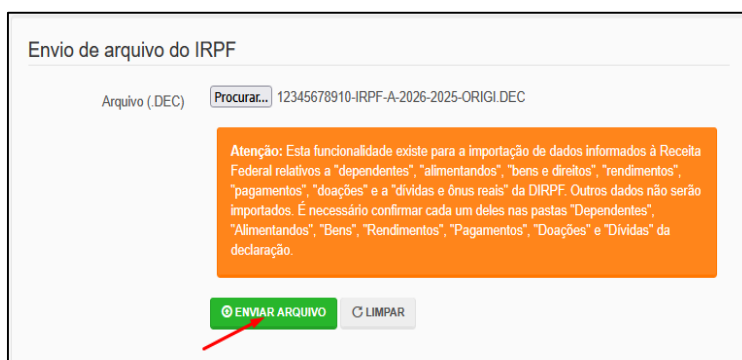 Envio de arquivo do IRPF
Arquivo (.DEC) Procurar... 12345678910-IRPF-A-2026-2025-ORIGI.DEC
Atenção: Esta funcionalidade existe para a importação de dados informados à Receita
Federal relativos a "dependentes", "alimentandos", "bens e direitos", "rendimentos",
"pagamentos", "doações" e a "dívidas e ônus reais" da DIRPF. Outros dados não serão
importados. É necessário confirmar cada um deles nas pastas "Dependentes",
"Alimentandos", "Bens", "Rendimentos", "Pagamentos", "Doações" e "Dívidas" da
declaração.
ENVIAR ARQUIVO LIMPAR